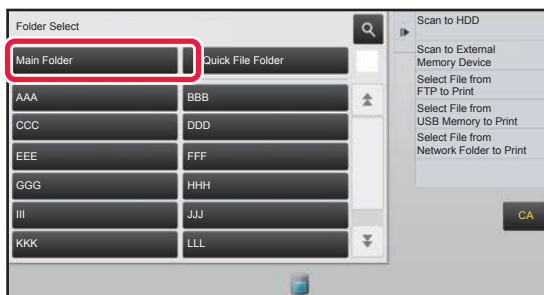 Folder Select
Main Folder
Quick File Folder
AAA
BBB
CCC
DDD
EEE
FFF
GGG
HHH
III
JJJ
KKK
LLL
Scan to HDD
Scan to External
Memory Device
Select File from
FTP to Print
Select File from
USB Memory to Print
Select File from
Network Folder to Print
CA